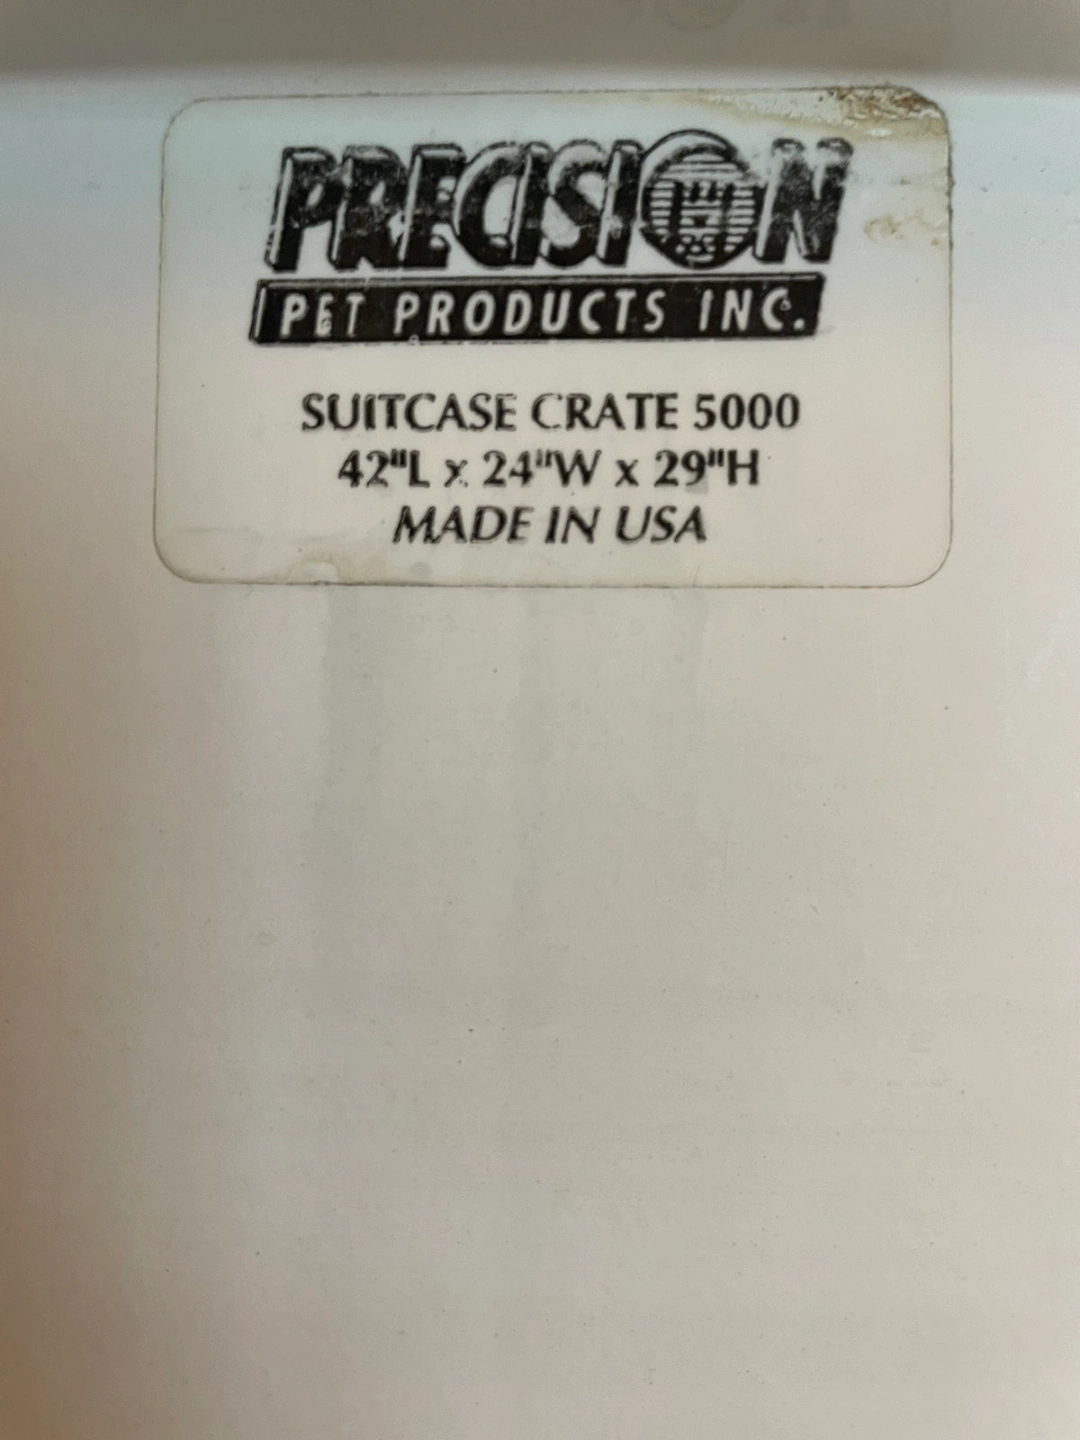 PRECISION
PET PRODUCTS INC.
SUITCASE CRATE 5000
42"L x 24"W x 29"H
MADE IN USA